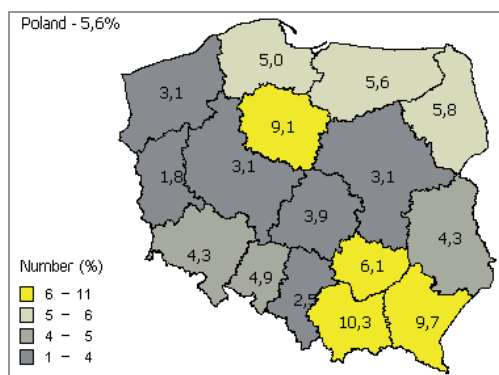 Poland - 5,6%
5,0
5,6
3,1
5,8
9,1
1,8
3,1
3,1
3,9
4,3
4,3
4,9
6,1
2,5
10,3
9,7
Number (%)
6 – 11
5 – 6
4 – 5
1 – 4